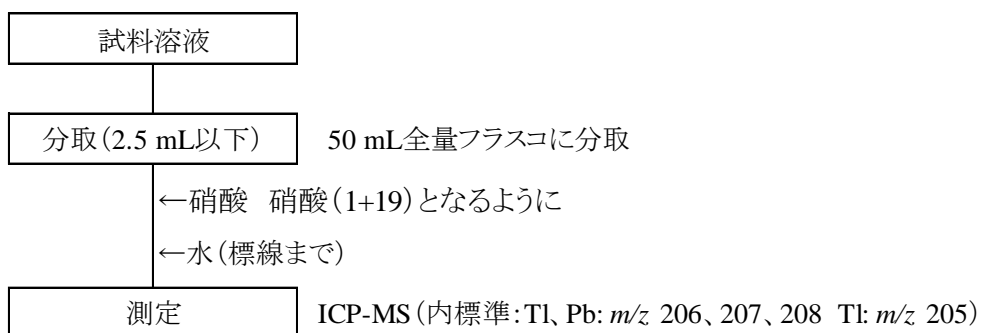 試料溶液
分取(2.5 mL以下) 50 mL全量フラスコに分取
←硝酸 硝酸(1+19)となるように
←水(標線まで)
測定 ICP-MS(内標準:Tl、Pb: m/z 206、207、208 Tl: m/z 205)